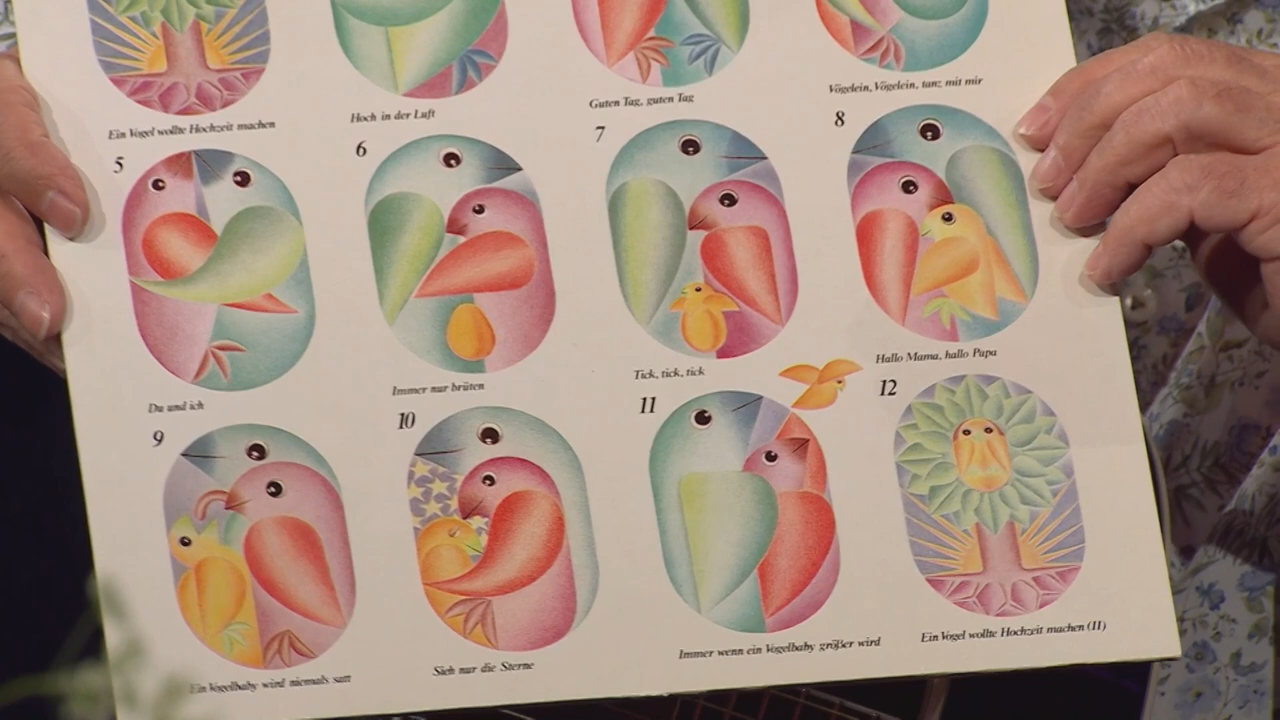 Ein Vogel wollte Hochzeit machen
Hoch in der Luft
Guten Tag, guten Tag
Vögelein, Vögelein, tanz mit mir
5
6
7
8
Du und ich
Immer nur brüten
Tick, tick, tick
Hallo Mama, hallo Papa
9
10
11
12
Ein Vogelbaby wird niemals satt
Sieh nur die Sterne
Immer wenn ein Vogelbaby größer wird
Ein Vogel wollte Hochzeit machen (II)